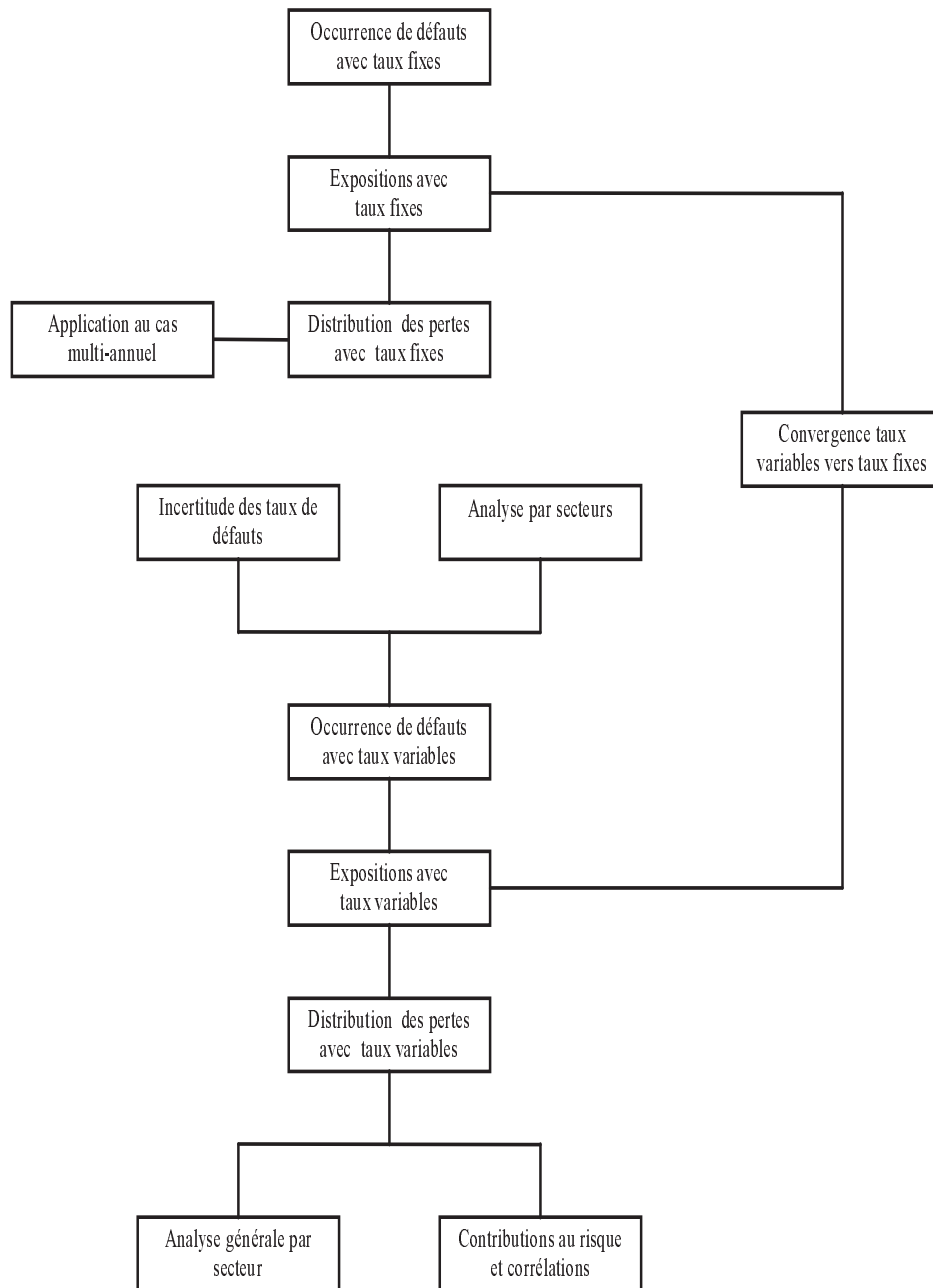 Occurrence de défauts
avec taux fixes
Expositions avec
taux fixes
Application au cas
multi-annuel
Distribution des pertes
avec taux fixes
Convergence taux
variables vers taux fixes
Incertitude des taux de
défauts
Analyse par secteurs
Occurrence de défauts
avec taux variables
Expositions avec
taux variables
Distribution des pertes
avec taux variables
Analyse générale par
secteur
Contributions au risque
et corrélations